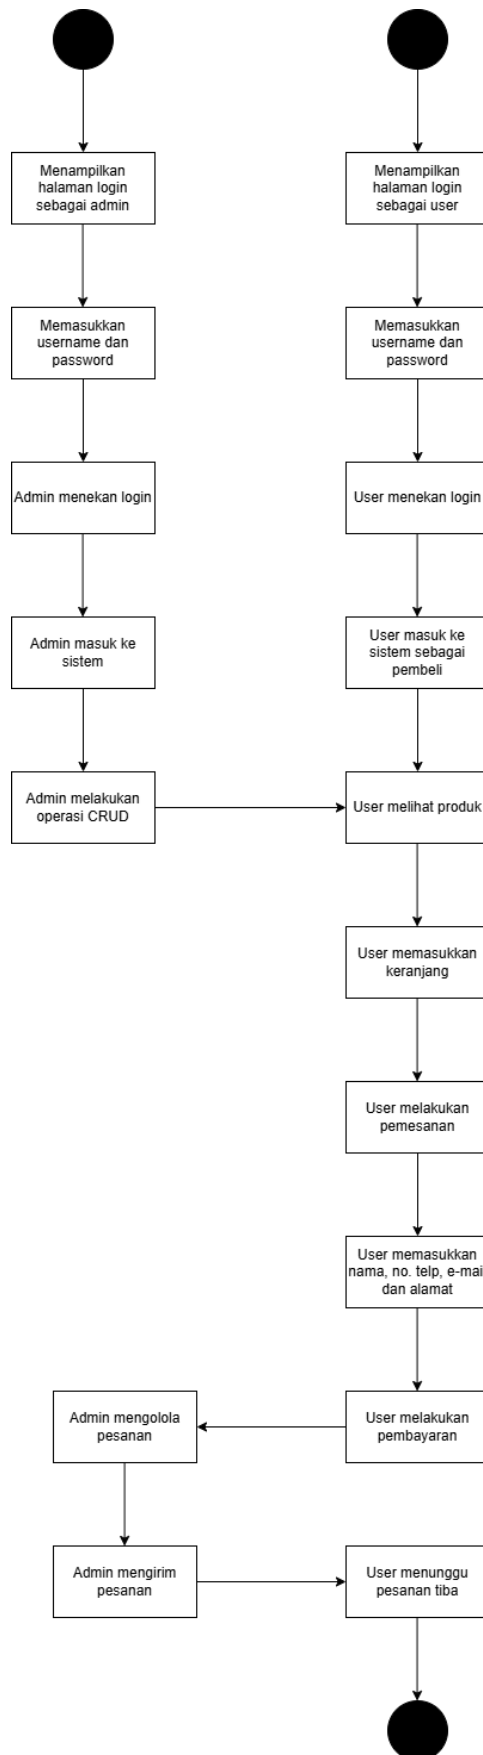 Menampilkan
halaman login
sebagai admin
Menampilkan
halaman login
sebagai user
Memasukkan
username dan
password
Memasukkan
username dan
password
Admin menekan login
User menekan login
Admin masuk ke
sistem
User masuk ke
sistem sebagai
pembeli
Admin melakukan
operasi CRUD
User melihat produk
User memasukkan
keranjang
User melakukan
pemesanan
User memasukkan
nama, no. telp, e-mail
dan alamat
Admin mengolola
pesanan
User melakukan
pembayaran
Admin mengirim
pesanan
User menunggu
pesanan tiba